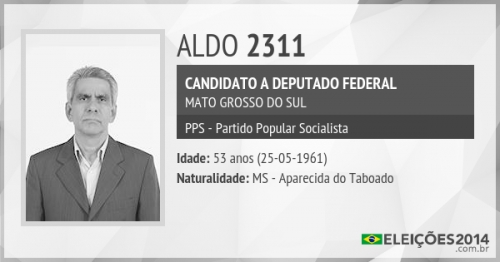 ALDO 2311
CANDIDATO A DEPUTADO FEDERAL
MATO GROSSO DO SUL
PPS - Partido Popular Socialista
Idade: 53 anos (25-05-1961)
Naturalidade: MS - Aparecida do Taboado
ELEIÇÕES2014
.com.br